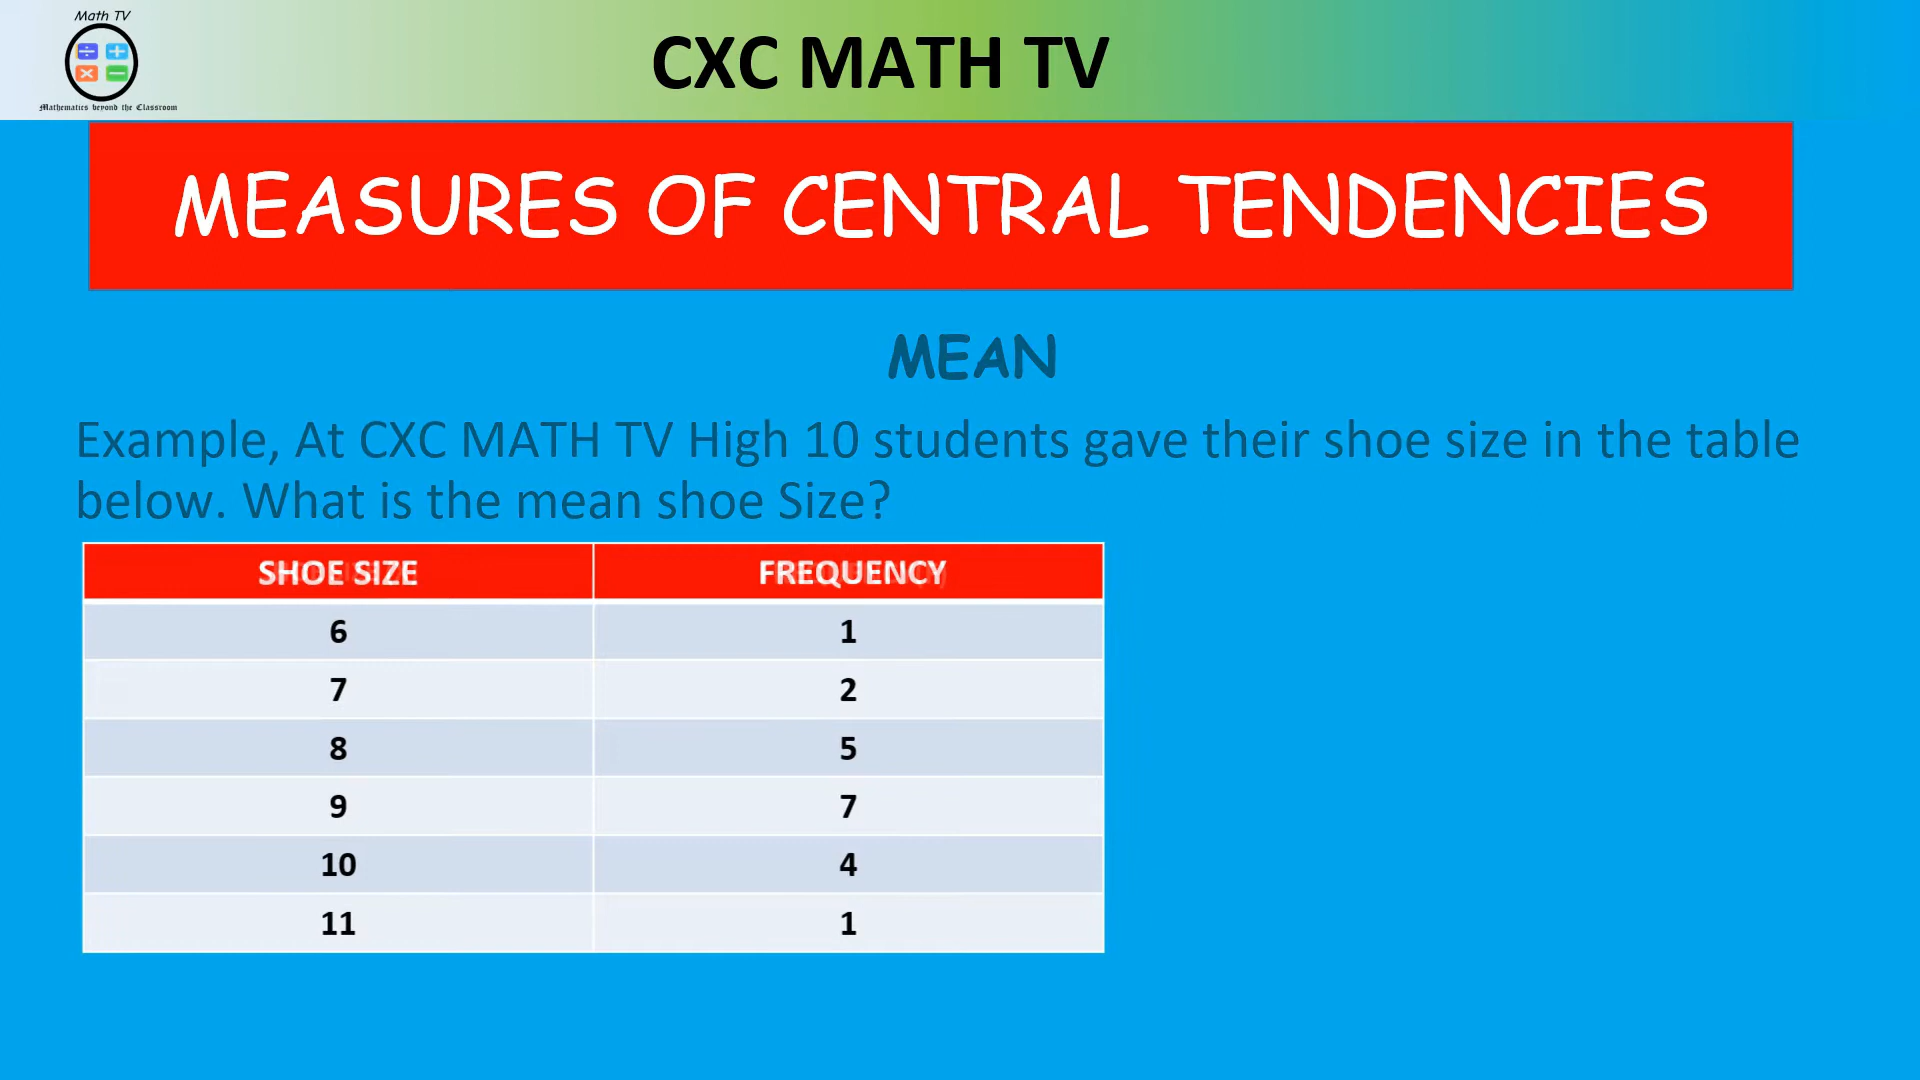 Math TV
Mathematics beyond the Classroom
CXC MATH TV
MEASURES OF CENTRAL TENDENCIES
MEAN
Example, At CXC MATH TV High 10 students gave their shoe size in the table
below. What is the mean shoe Size?
SHOE SIZE FREQUENCY
6 1
7 2
8 5
9 7
10 4
11 1